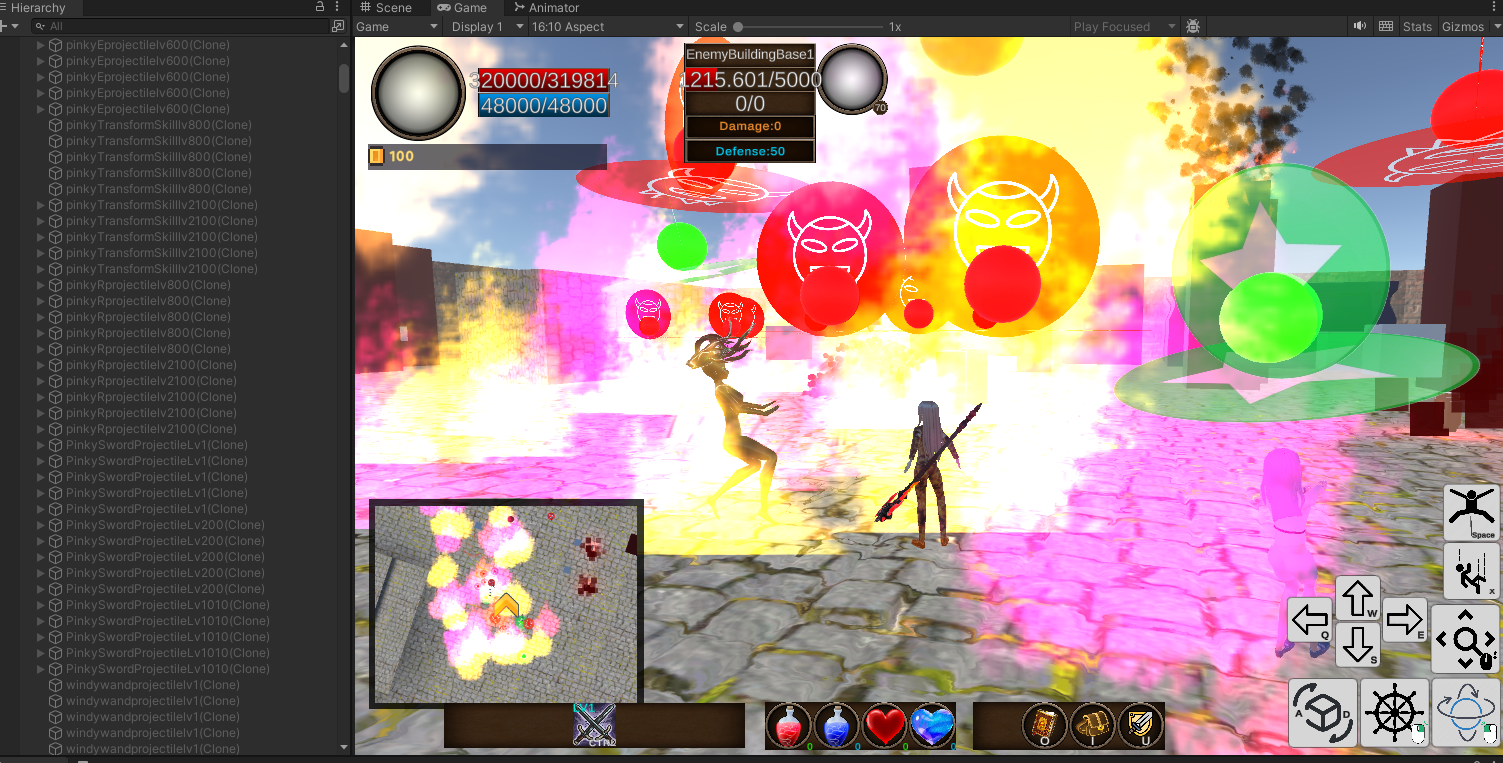 Hierarchy
All
pinkyEprojectilelv600(Clone)
pinkyEprojectilelv600(Clone)
pinkyEprojectilelv600(Clone)
pinkyEprojectilelv600(Clone)
pinkyEprojectilelv600(Clone)
pinkyTransformSkilllv800(Clone)
pinkyTransformSkilllv800(Clone)
pinkyTransformSkilllv800(Clone)
pinkyTransformSkilllv800(Clone)
pinkyTransformSkilllv800(Clone)
pinkyTransformSkilllv2100(Clone)
pinkyTransformSkilllv2100(Clone)
pinkyTransformSkilllv2100(Clone)
pinkyTransformSkilllv2100(Clone)
pinkyTransformSkilllv2100(Clone)
pinkyRprojectilelv800(Clone)
pinkyRprojectilelv800(Clone)
pinkyRprojectilelv800(Clone)
pinkyRprojectilelv800(Clone)
pinkyRprojectilelv800(Clone)
pinkyRprojectilelv2100(Clone)
pinkyRprojectilelv2100(Clone)
pinkyRprojectilelv2100(Clone)
pinkyRprojectilelv2100(Clone)
pinkyRprojectilelv2100(Clone)
PinkySwordProjectileLv1(Clone)
PinkySwordProjectileLv1(Clone)
PinkySwordProjectileLv1(Clone)
PinkySwordProjectileLv1(Clone)
PinkySwordProjectileLv1(Clone)
PinkySwordProjectileLv200(Clone)
PinkySwordProjectileLv200(Clone)
PinkySwordProjectileLv200(Clone)
PinkySwordProjectileLv200(Clone)
PinkySwordProjectileLv200(Clone)
PinkySwordProjectileLv1010(Clone)
PinkySwordProjectileLv1010(Clone)
PinkySwordProjectileLv1010(Clone)
PinkySwordProjectileLv1010(Clone)
PinkySwordProjectileLv1010(Clone)
windywandprojectilelv1(Clone)
windywandprojectilelv1(Clone)
windywandprojectilelv1(Clone)
windywandprojectilelv1(Clone)
windywandprojectilelv1(Clone)
Scene Game Animator
Game Display 1 16:10 Aspect Scale 1x Play Focused Stats Gizmos
320000/319814
48000/48000
100
EnemyBuildingBase1
1215.601/5000
0/0
Damage:0
Defense:50
70
Space
X
W
Q
E
S
A
D
LV1
CTR2
0
0
0
0
O
I
U